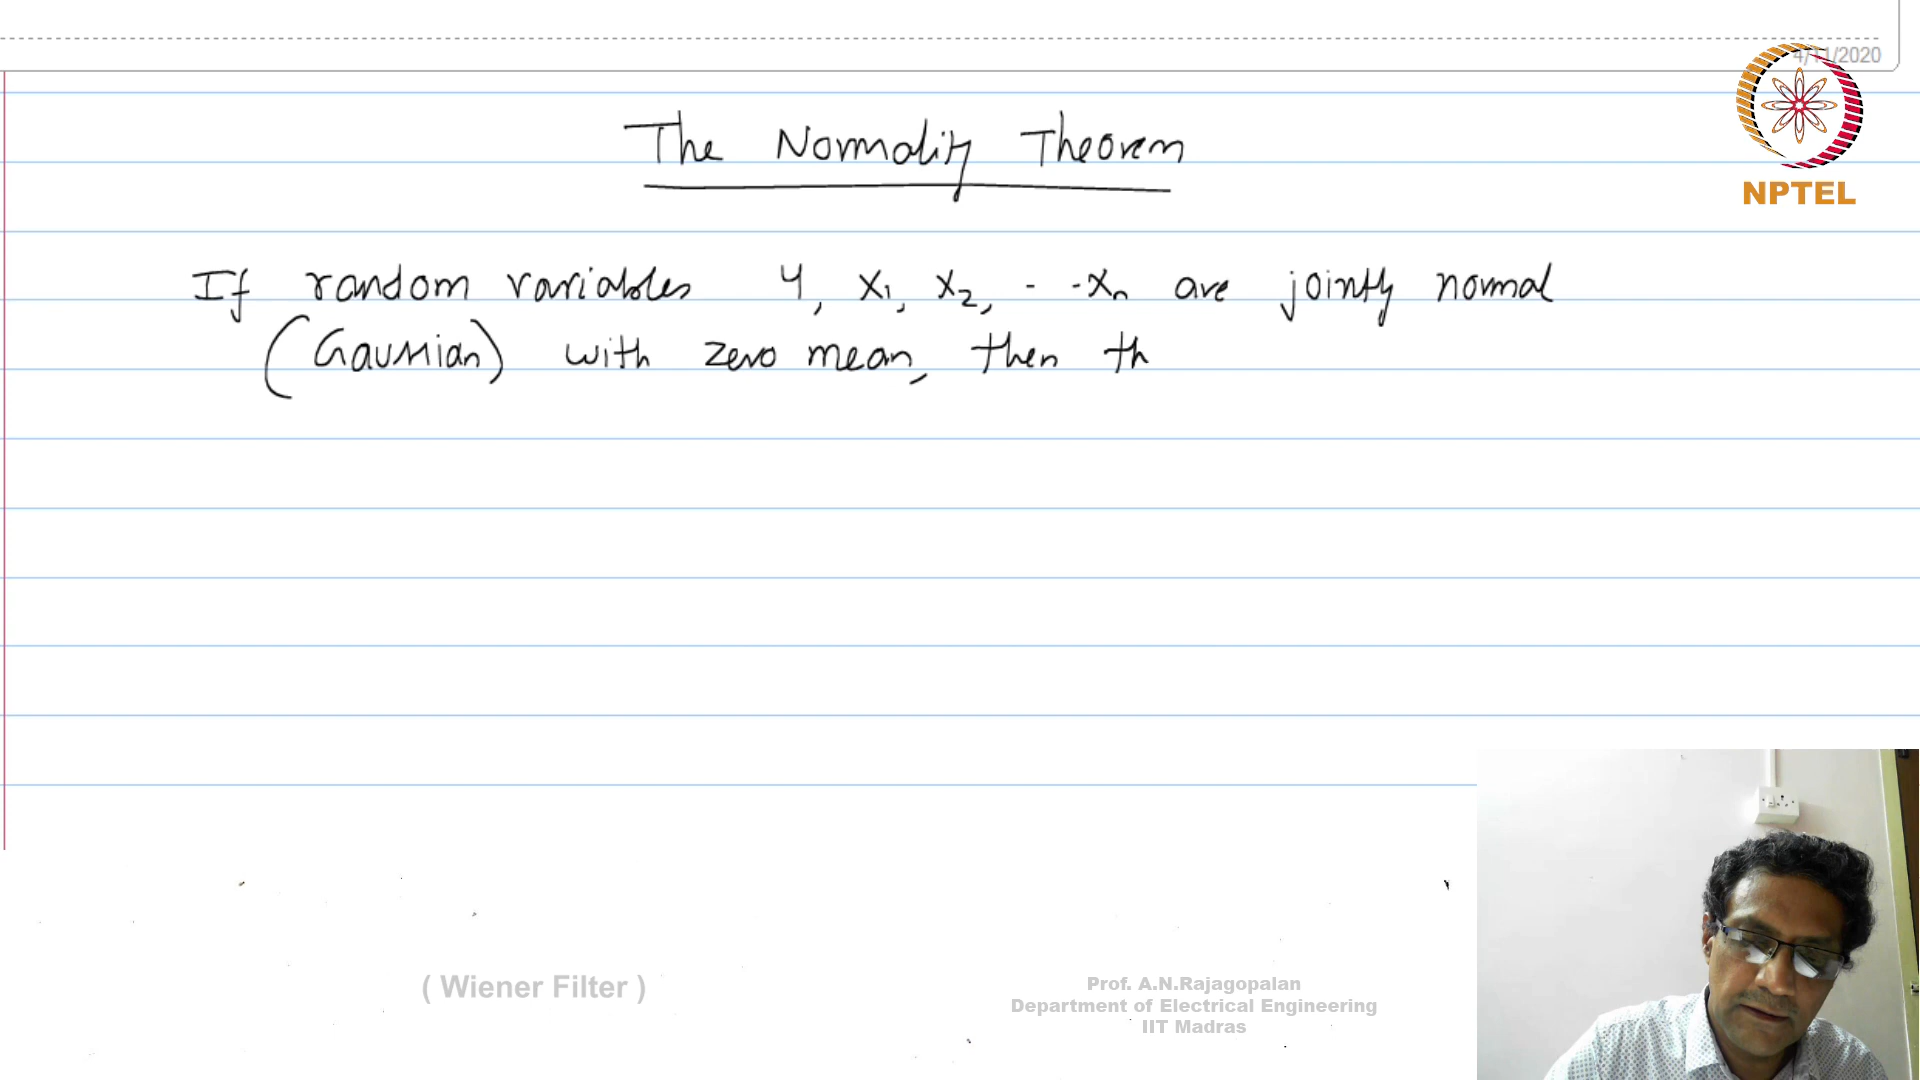 4/11/2020
NPTEL
The Normality Theorem
If random variables Y, X1, X2, - - Xn are jointly normal
(Gaussian) with zero mean, then th
( Wiener Filter )
Prof. A.N.Rajagopalan
Department of Electrical Engineering
IIT Madras